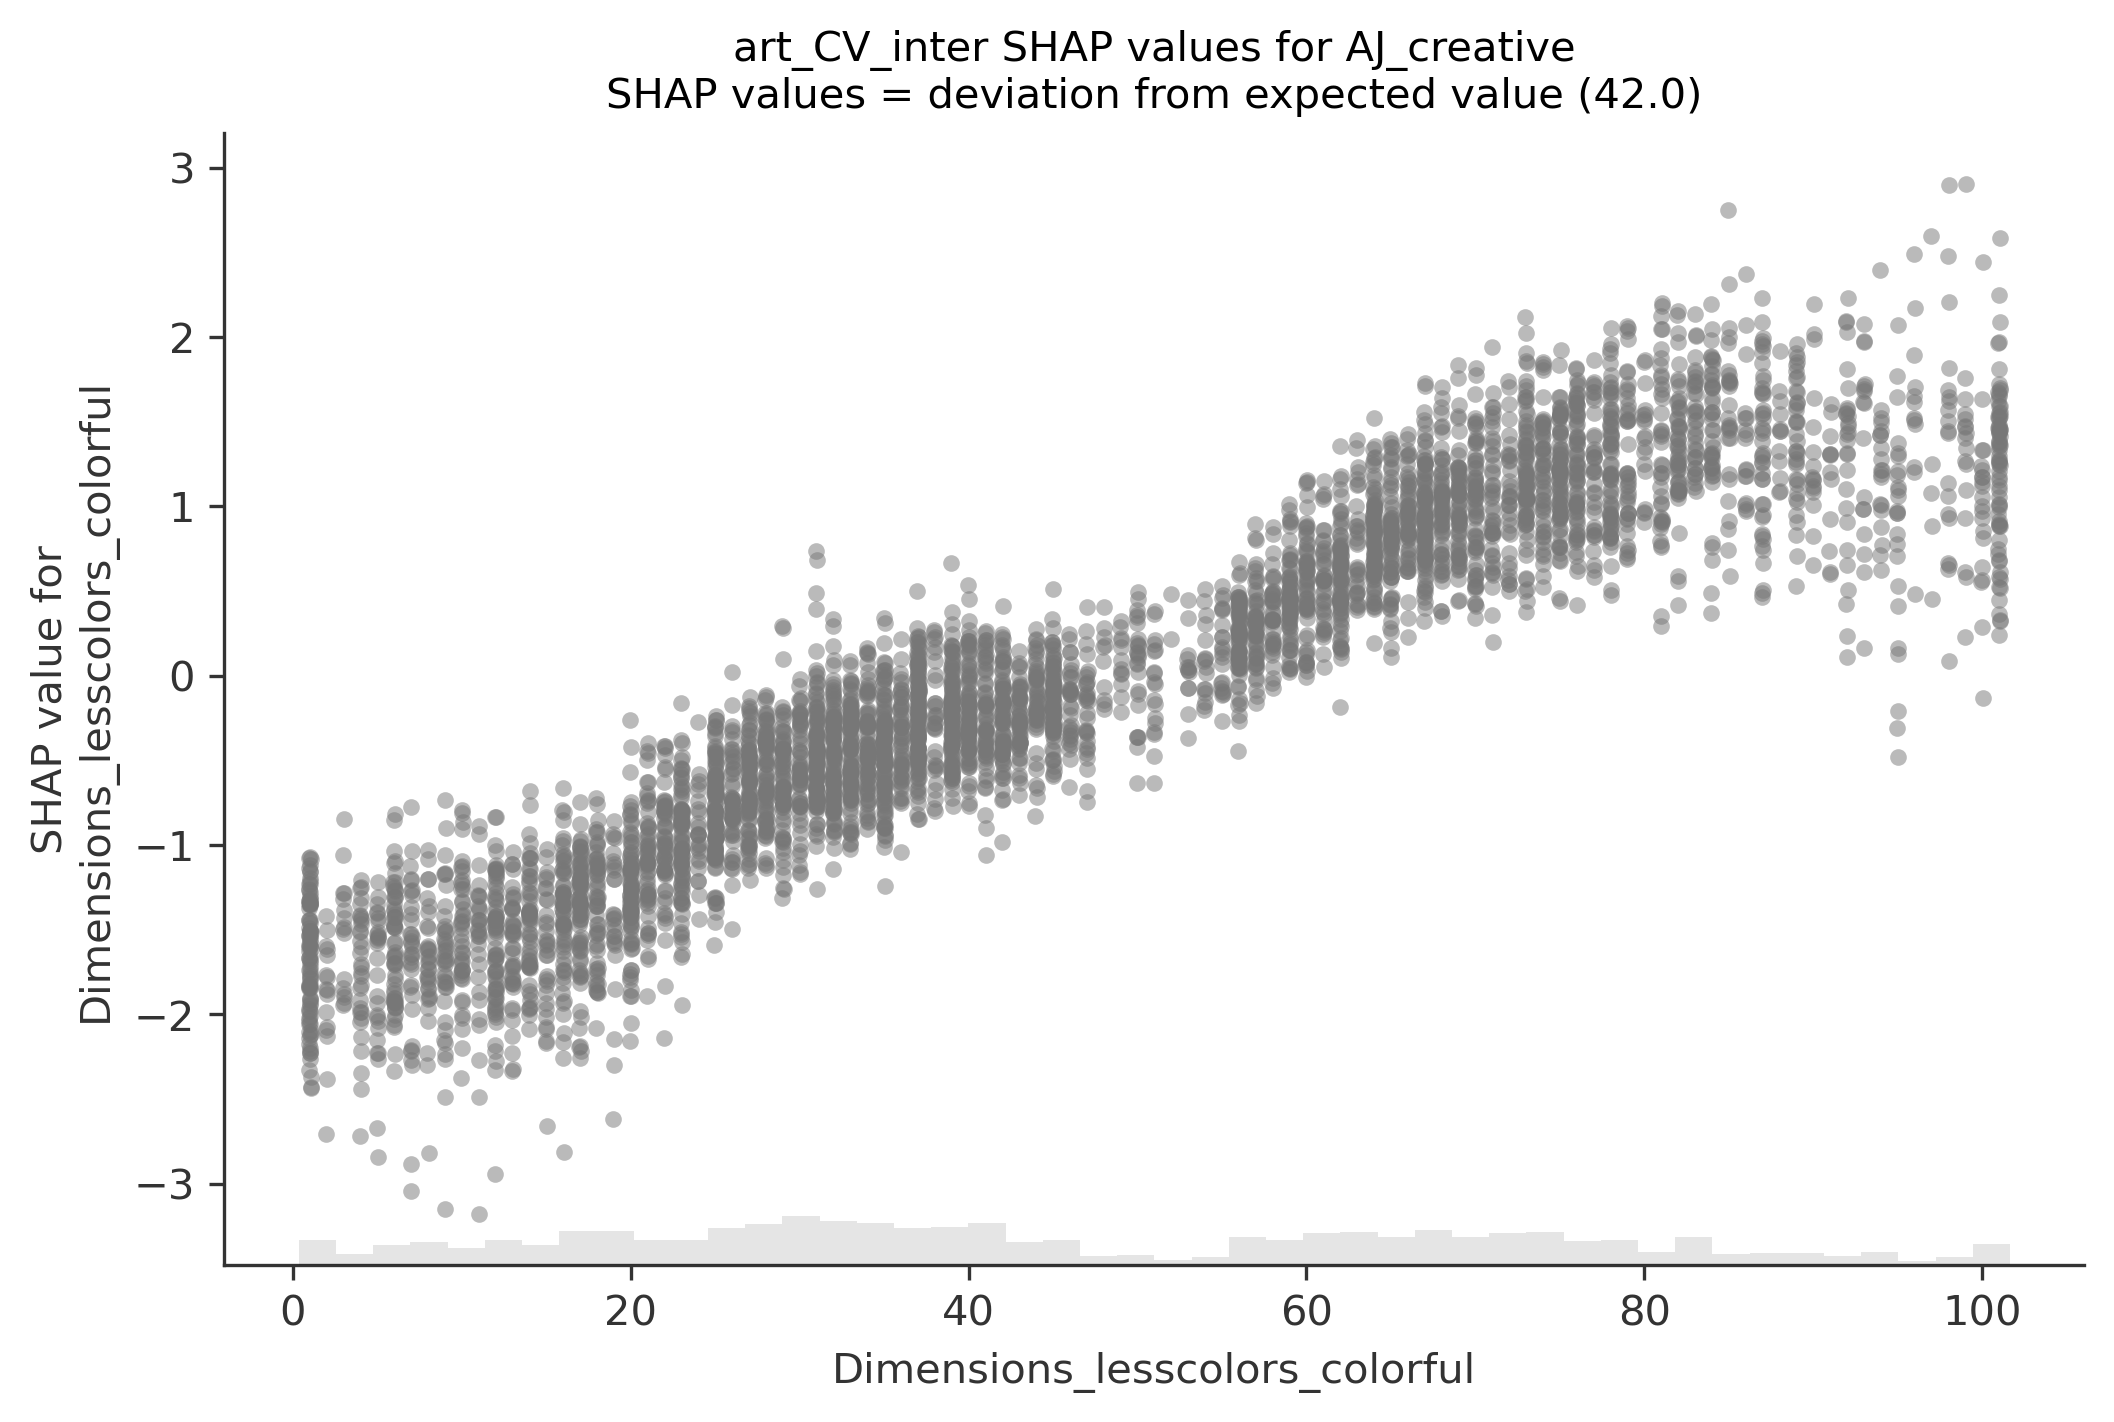 art_CV_inter SHAP values for AJ_creative
SHAP values = deviation from expected value (42.0)
SHAP value for
Dimensions_lesscolors_colorful
3
2
1
0
−1
−2
−3
0
20
40
60
80
100
Dimensions_lesscolors_colorful